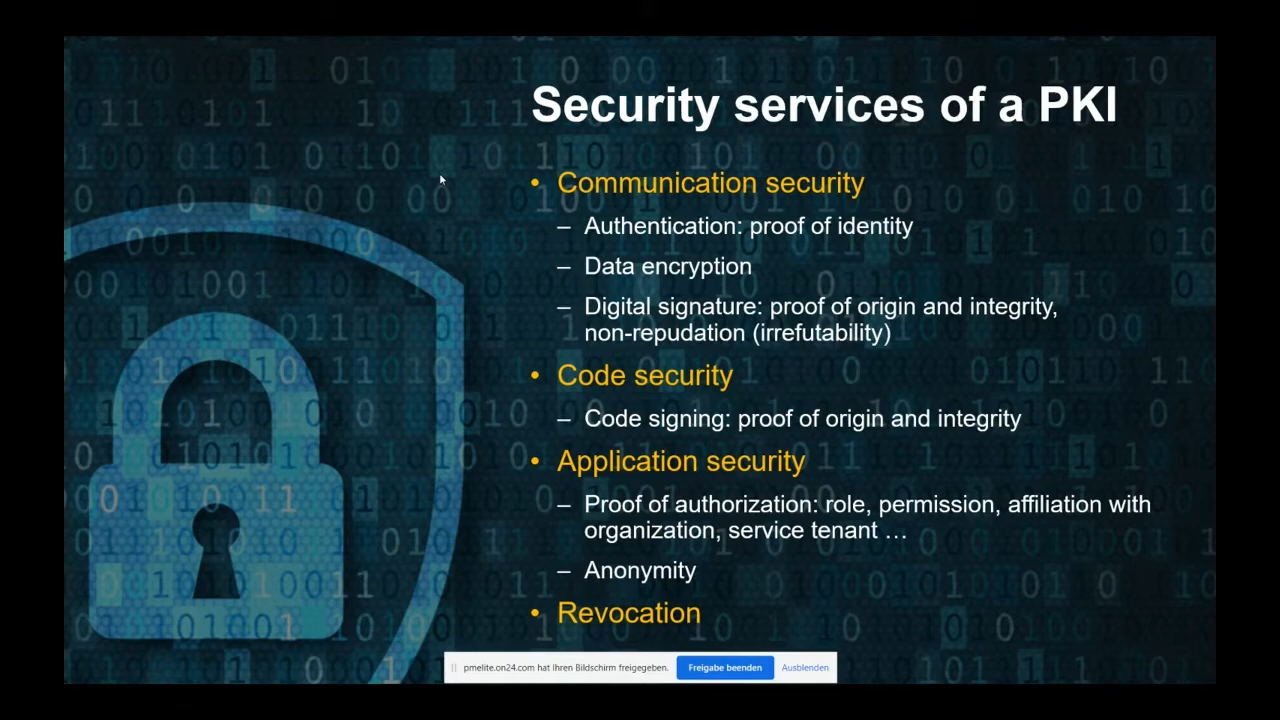 Security services of a PKI
• Communication security
– Authentication: proof of identity
– Data encryption
– Digital signature: proof of origin and integrity,
non-repudation (irrefutability)
• Code security
– Code signing: proof of origin and integrity
• Application security
– Proof of authorization: role, permission, affiliation with
organization, service tenant …
– Anonymity
• Revocation
pmelite.on24.com hat Ihren Bildschirm freigegeben. Freigabe beenden Ausblenden